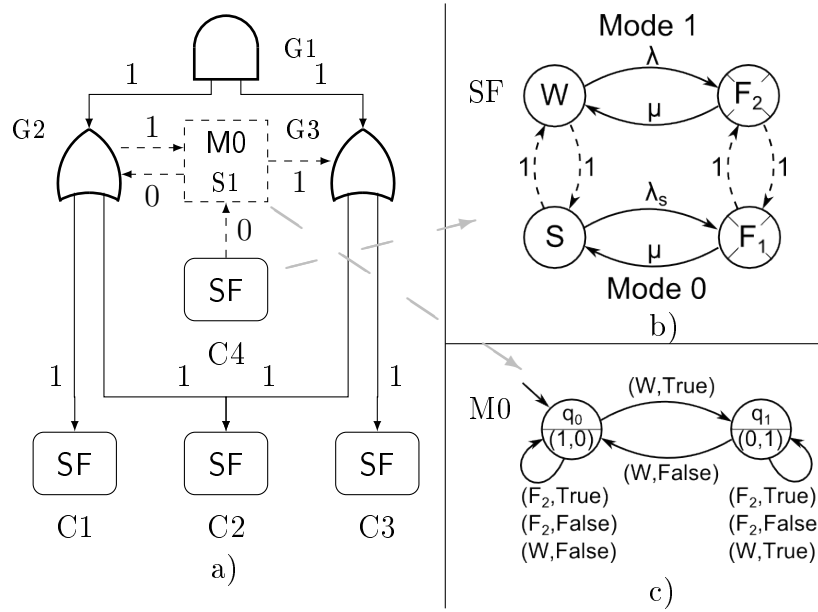 G1
1
1
G2
1
M0
G3
S1
0
1
0
SF
C4
1
1
1
1
SF
SF
SF
C1
C2
C3
a)
Mode 1
SF
W
λ
F2
μ
1
1
1
1
S
λs
F1
μ
Mode 0
b)
M0
(W,True)
q0
(1,0)
q1
(0,1)
(W,False)
(F2,True)
(F2,False)
(W,False)
(F2,True)
(F2,False
(W,True)
c)